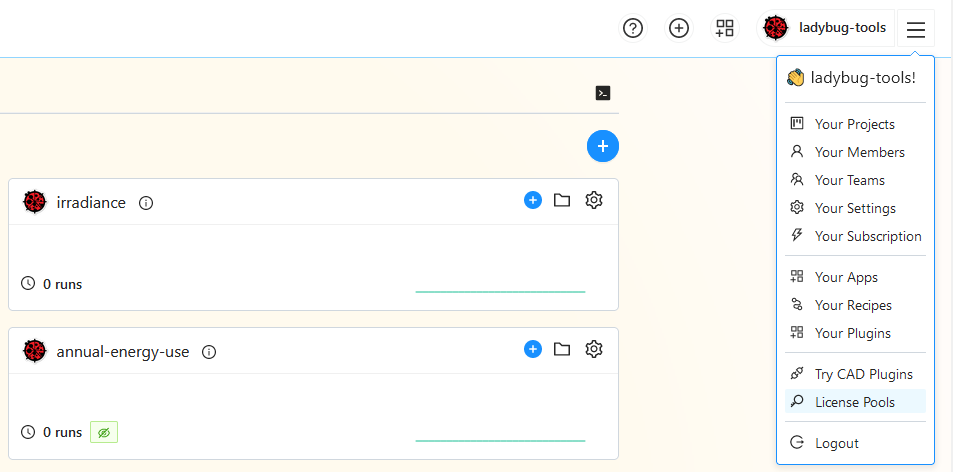 ladybug-tools
ladybug-tools!
Your Projects
Your Members
Your Teams
Your Settings
Your Subscription
Your Apps
Your Recipes
Your Plugins
Try CAD Plugins
License Pools
Logout
irradiance
0 runs
annual-energy-use
0 runs